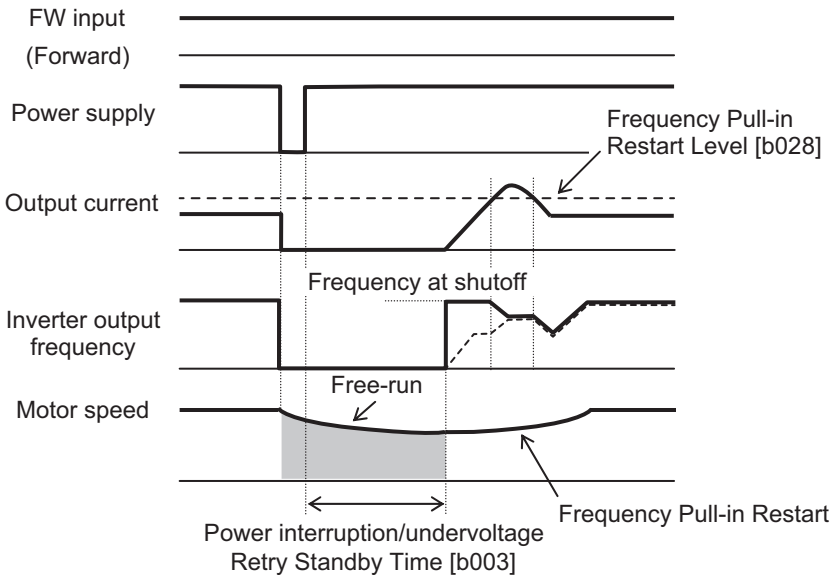 FW input
(Forward)
Power supply
Frequency Pull-in
Restart Level [b028]
Output current
Frequency at shutoff
Inverter output
frequency
Free-run
Motor speed
Frequency Pull-in Restart
Power interruption/undervoltage
Retry Standby Time [b003]